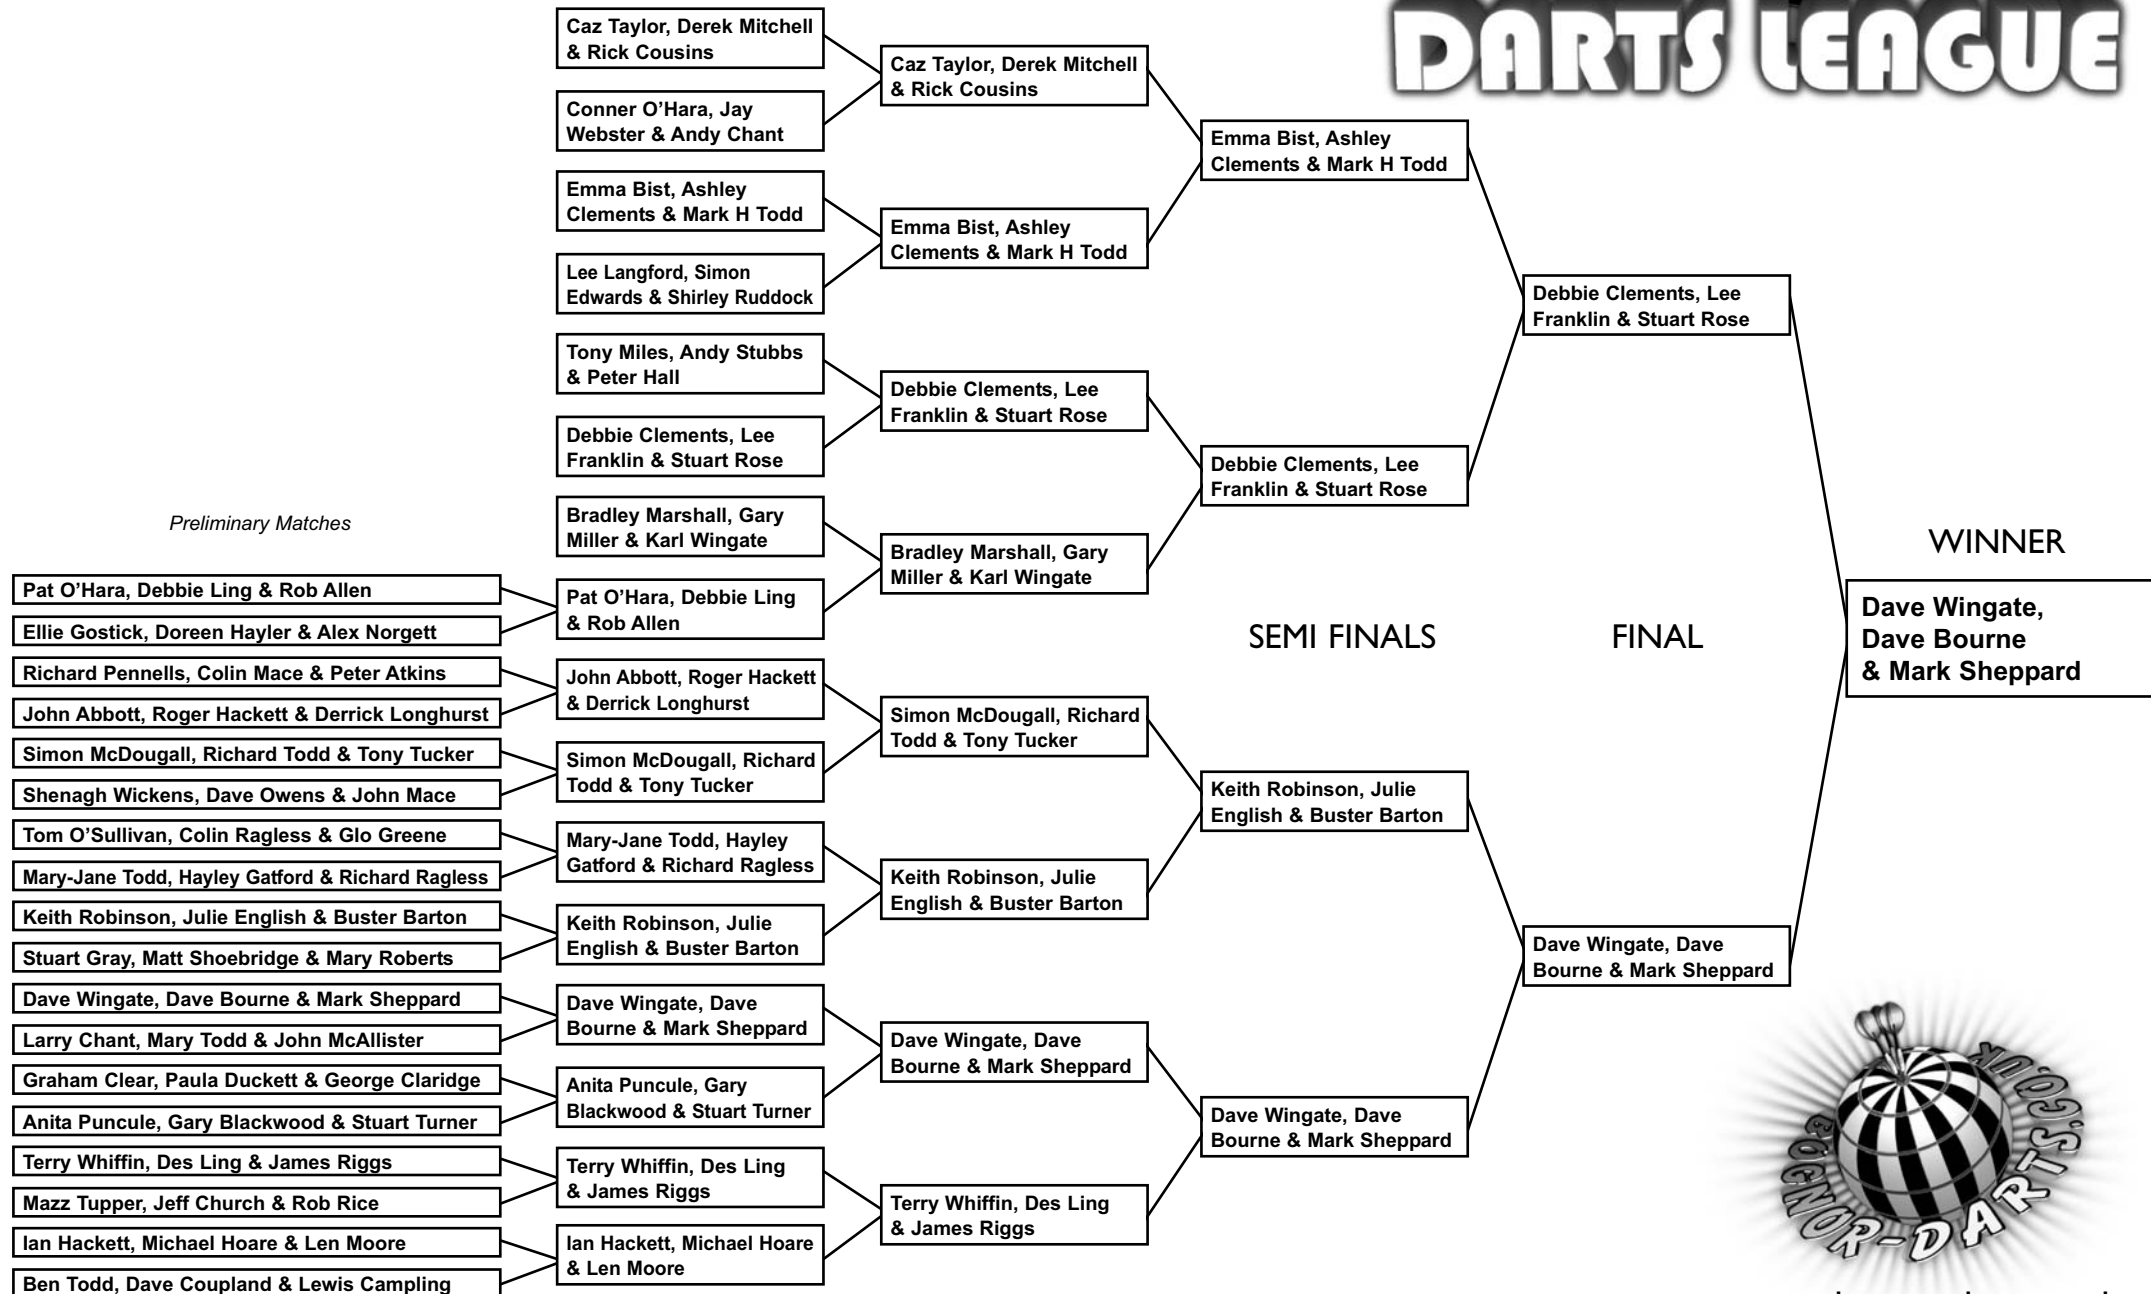 DARTS LEAGUE
Preliminary Matches
Pat O’Hara, Debbie Ling & Rob Allen
Ellie Gostick, Doreen Hayler & Alex Norgett
Richard Pennells, Colin Mace & Peter Atkins
John Abbott, Roger Hackett & Derrick Longhurst
Simon McDougall, Richard Todd & Tony Tucker
Shenagh Wickens, Dave Owens & John Mace
Tom O’Sullivan, Colin Ragless & Glo Greene
Mary-Jane Todd, Hayley Gatford & Richard Ragless
Keith Robinson, Julie English & Buster Barton
Stuart Gray, Matt Shoebridge & Mary Roberts
Dave Wingate, Dave Bourne & Mark Sheppard
Larry Chant, Mary Todd & John McAllister
Graham Clear, Paula Duckett & George Claridge
Anita Puncule, Gary Blackwood & Stuart Turner
Terry Whiffin, Des Ling & James Riggs
Mazz Tupper, Jeff Church & Rob Rice
Ian Hackett, Michael Hoare & Len Moore
Ben Todd, Dave Coupland & Lewis Campling
Caz Taylor, Derek Mitchell
& Rick Cousins
Conner O’Hara, Jay
Webster & Andy Chant
Emma Bist, Ashley
Clements & Mark H Todd
Lee Langford, Simon
Edwards & Shirley Ruddock
Tony Miles, Andy Stubbs
& Peter Hall
Debbie Clements, Lee
Franklin & Stuart Rose
Bradley Marshall, Gary
Miller & Karl Wingate
Pat O’Hara, Debbie Ling
& Rob Allen
John Abbott, Roger Hackett
& Derrick Longhurst
Simon McDougall, Richard
Todd & Tony Tucker
Mary-Jane Todd, Hayley
Gatford & Richard Ragless
Keith Robinson, Julie
English & Buster Barton
Dave Wingate, Dave
Bourne & Mark Sheppard
Anita Puncule, Gary
Blackwood & Stuart Turner
Terry Whiffin, Des Ling
& James Riggs
Ian Hackett, Michael Hoare
& Len Moore
Caz Taylor, Derek Mitchell
& Rick Cousins
Emma Bist, Ashley
Clements & Mark H Todd
Debbie Clements, Lee
Franklin & Stuart Rose
Bradley Marshall, Gary
Miller & Karl Wingate
Simon McDougall, Richard
Todd & Tony Tucker
Keith Robinson, Julie
English & Buster Barton
Dave Wingate, Dave
Bourne & Mark Sheppard
Terry Whiffin, Des Ling
& James Riggs
Emma Bist, Ashley
Clements & Mark H Todd
Debbie Clements, Lee
Franklin & Stuart Rose
SEMI FINALS
Keith Robinson, Julie
English & Buster Barton
Dave Wingate, Dave
Bourne & Mark Sheppard
Debbie Clements, Lee
Franklin & Stuart Rose
FINAL
Dave Wingate, Dave
Bourne & Mark Sheppard
WINNER
Dave Wingate,
Dave Bourne
& Mark Sheppard
BOGNOR-DARTS.CO.UK